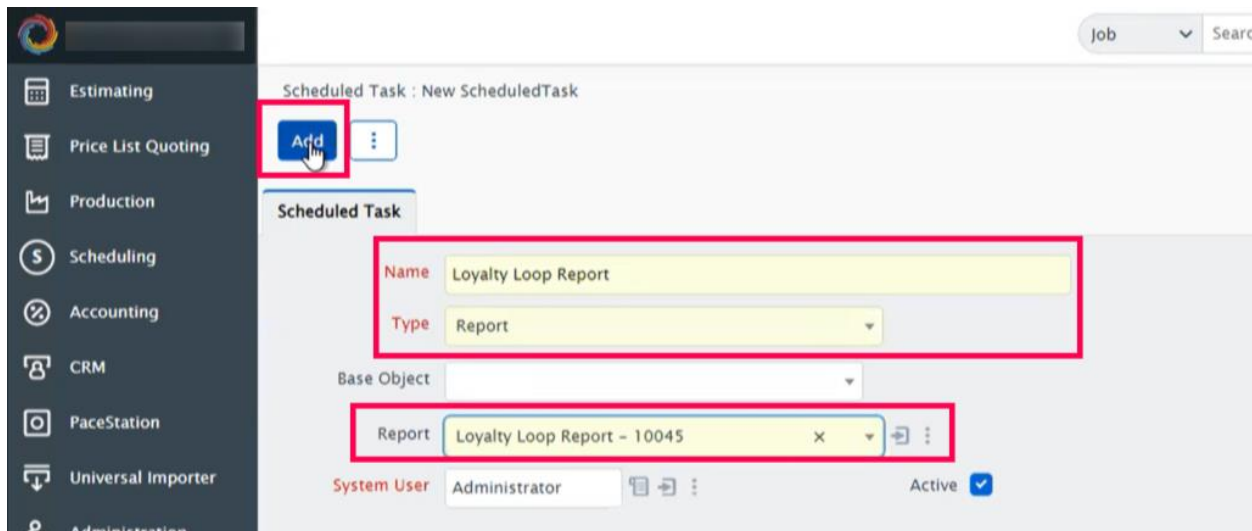 Job
Searc
Estimating
Scheduled Task : New ScheduledTask
Price List Quoting
Add
Production
Scheduled Task
Scheduling
Name Loyalty Loop Report
Accounting
Type Report
CRM
Base Object
PaceStation
Report Loyalty Loop Report – 10045
Universal Importer
System User Administrator Active
Administration